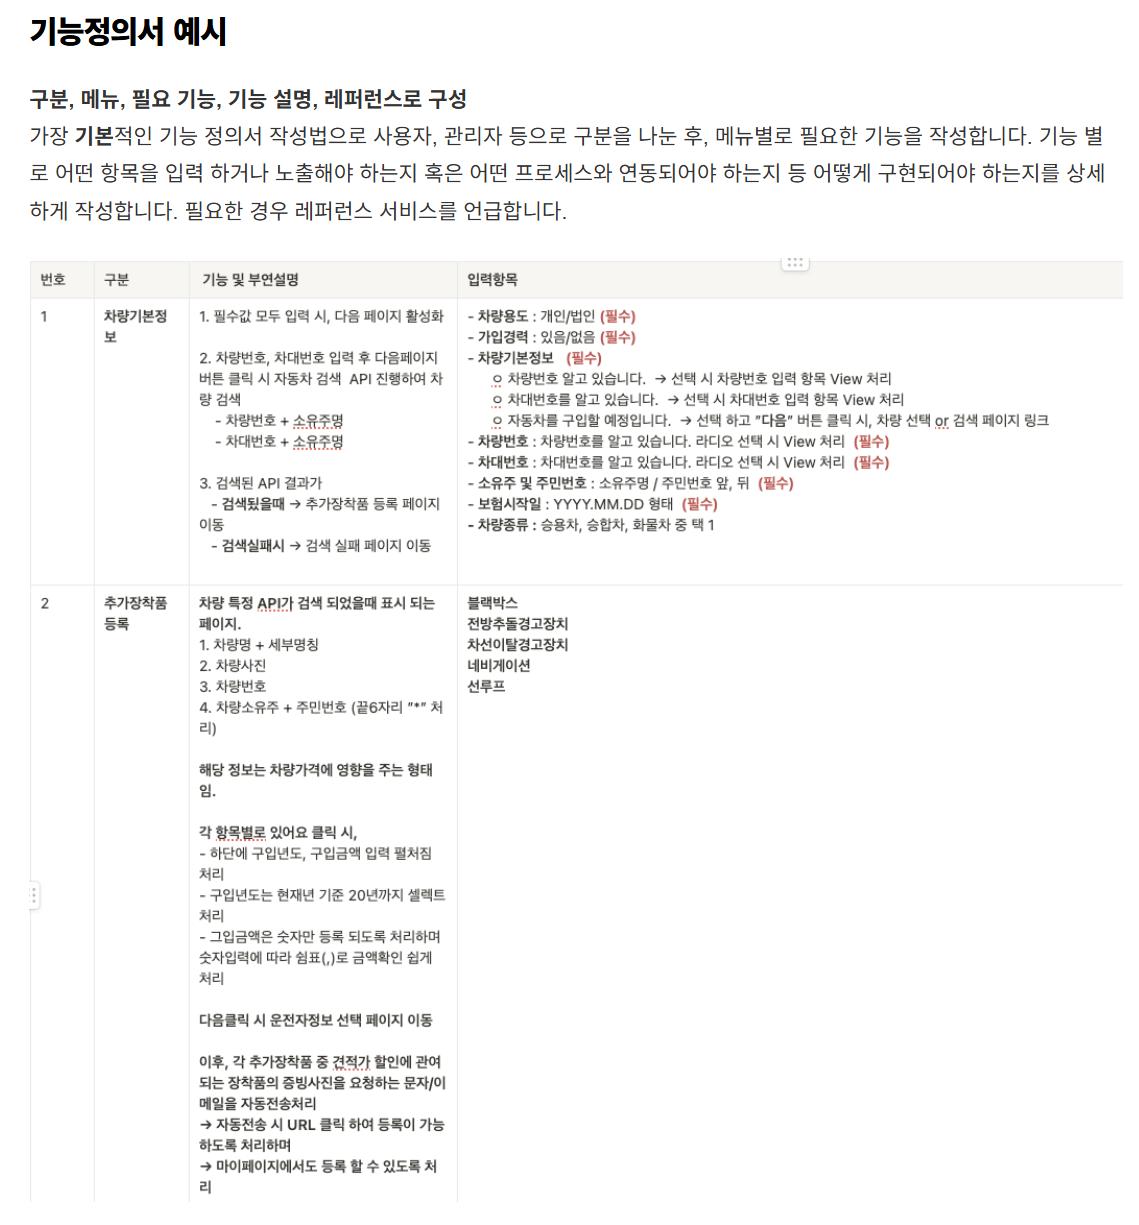 기능정의서 예시
구분, 메뉴, 필요 기능, 기능 설명, 레퍼런스로 구성
가장 기본적인 기능 정의서 작성법으로 사용자, 관리자 등으로 구분을 나눈 후, 메뉴별로 필요한 기능을 작성합니다. 기능 별
로 어떤 항목을 입력 하거나 노출해야 하는지 혹은 어떤 프로세스와 연동되어야 하는지 등 어떻게 구현되어야 하는지를 상세
하게 작성합니다. 필요한 경우 레퍼런스 서비스를 언급합니다.
번호
구분
기능 및 부연설명
입력항목
1
차량기본정
보
1. 필수값 모두 입력 시, 다음 페이지 활성화
2. 차량번호, 차대번호 입력 후 다음페이지
버튼 클릭 시 자동차 검색 API 진행하여 차
량 검색
- 차량번호 + 소유주명
- 차대번호 + 소유주명
3. 검색된 API 결과가
- 검색됬을때 → 추가장착품 등록 페이지
이동
- 검색실패시 → 검색 실패 페이지 이동
- 차량용도 : 개인/법인 (필수)
- 가입경력 : 있음/없음 (필수)
- 차량기본정보 (필수)
ㅇ 차량번호 알고 있습니다. → 선택 시 차량번호 입력 항목 View 처리
ㅇ 차대번호를 알고 있습니다. → 선택 시 차대번호 입력 항목 View 처리
ㅇ 자동차를 구입할 예정입니다. → 선택 하고 "다음" 버튼 클릭 시, 차량 선택 or 검색 페이지 링크
- 차량번호 : 차량번호를 알고 있습니다. 라디오 선택 시 View 처리 (필수)
- 차대번호 : 차대번호를 알고 있습니다. 라디오 선택 시 View 처리 (필수)
- 소유주 및 주민번호 : 소유주명 / 주민번호 앞, 뒤 (필수)
- 보험시작일 : YYYY.MM.DD 형태 (필수)
- 차량종류 : 승용차, 승합차, 화물차 중 택 1
2
추가장착품
등록
차량 특정 API가 검색 되었을때 표시 되는
페이지.
1. 차량명 + 세부명칭
2. 차량사진
3. 차량번호
4. 차량소유주 + 주민번호 (끝6자리 "*" 처
리)
해당 정보는 차량가격에 영향을 주는 형태
임.
각 항목별로 있어요 클릭 시,
- 하단에 구입년도, 구입금액 입력 펼처짐
처리
- 구입년도는 현재년 기준 20년까지 셀렉트
처리
- 그입금액은 숫자만 등록 되도록 처리하며
숫자입력에 따라 쉼표(,)로 금액확인 쉽게
처리
다음클릭 시 운전자정보 선택 페이지 이동
이후, 각 추가장착품 중 견적가 할인에 관여
되는 장착품의 증빙사진을 요청하는 문자/이
메일을 자동전송처리
→ 자동전송 시 URL 클릭 하여 등록이 가능
하도록 처리하며
→ 마이페이지에서도 등록 할 수 있도록 처
리
블랙박스
전방추돌경고장치
차선이탈경고장치
네비게이션
선루프